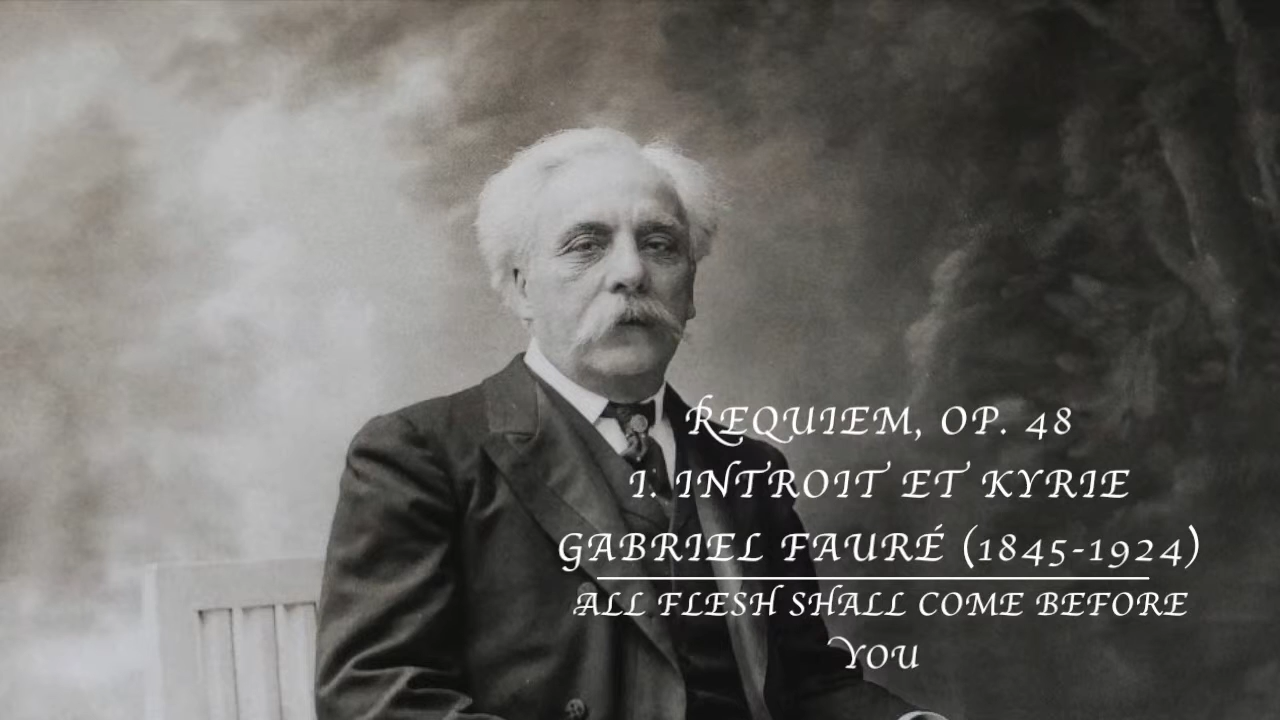 REQUIEM, OP. 48
I. INTROIT ET KYRIE
GABRIEL FAURÉ (1845-1924)
ALL FLESH SHALL COME BEFORE
YOU